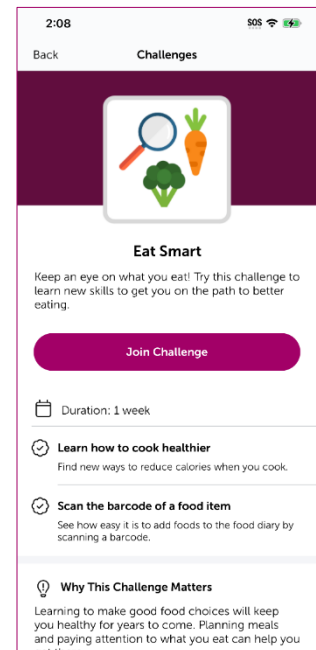 2:08 SOS
Back Challenges
Eat Smart
Keep an eye on what you eat! Try this challenge to
learn new skills to get you on the path to better
eating.
Join Challenge
Duration: 1 week
Learn how to cook healthier
Find new ways to reduce calories when you cook.
Scan the barcode of a food item
See how easy it is to add foods to the food diary by
scanning a barcode.
Why This Challenge Matters
Learning to make good food choices will keep
you healthy for years to come. Planning meals
and paying attention to what you eat can help you